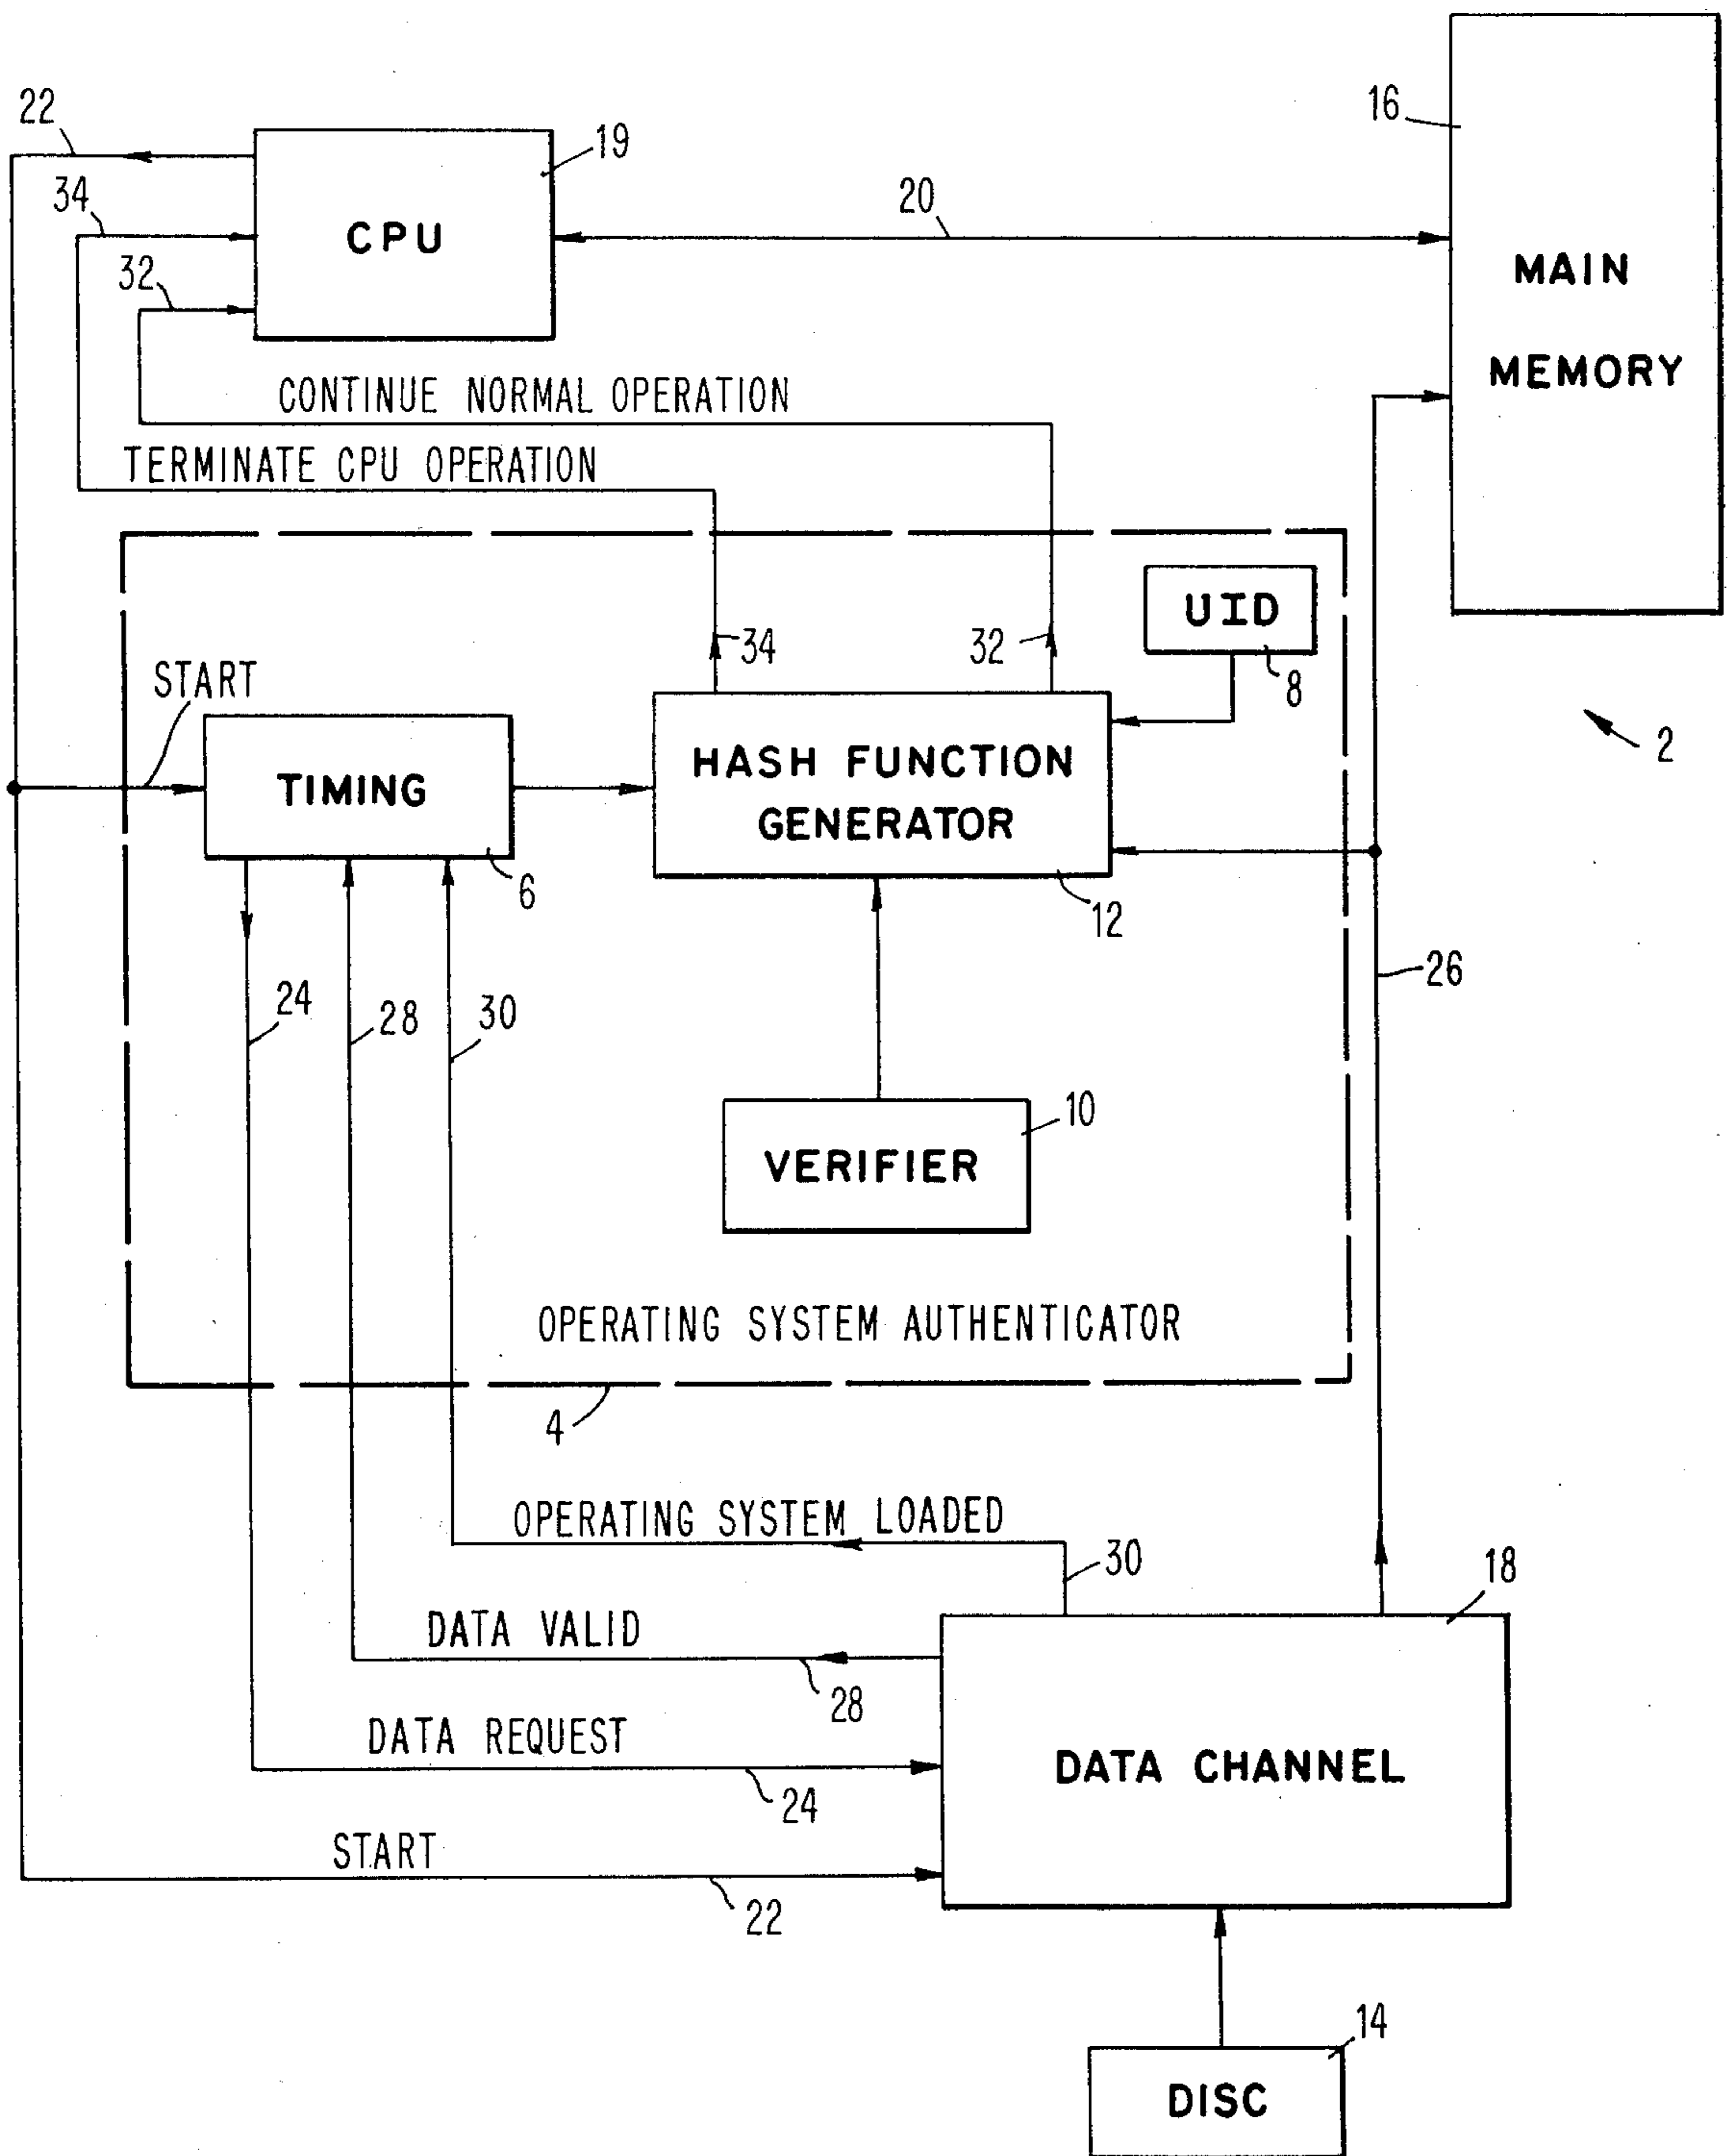 16
22
19
34
CPU
20
MAIN
32
MEMORY
CONTINUE NORMAL OPERATION
TERMINATE CPU OPERATION
UID
34
32
8
START
2
TIMING
HASH FUNCTION
GENERATOR
6
12
26
24
28
30
10
VERIFIER
OPERATING SYSTEM AUTHENTICATOR
4
OPERATING SYSTEM LOADED
30
18
DATA VALID
28
DATA REQUEST
DATA CHANNEL
24
START
22
14
DISC